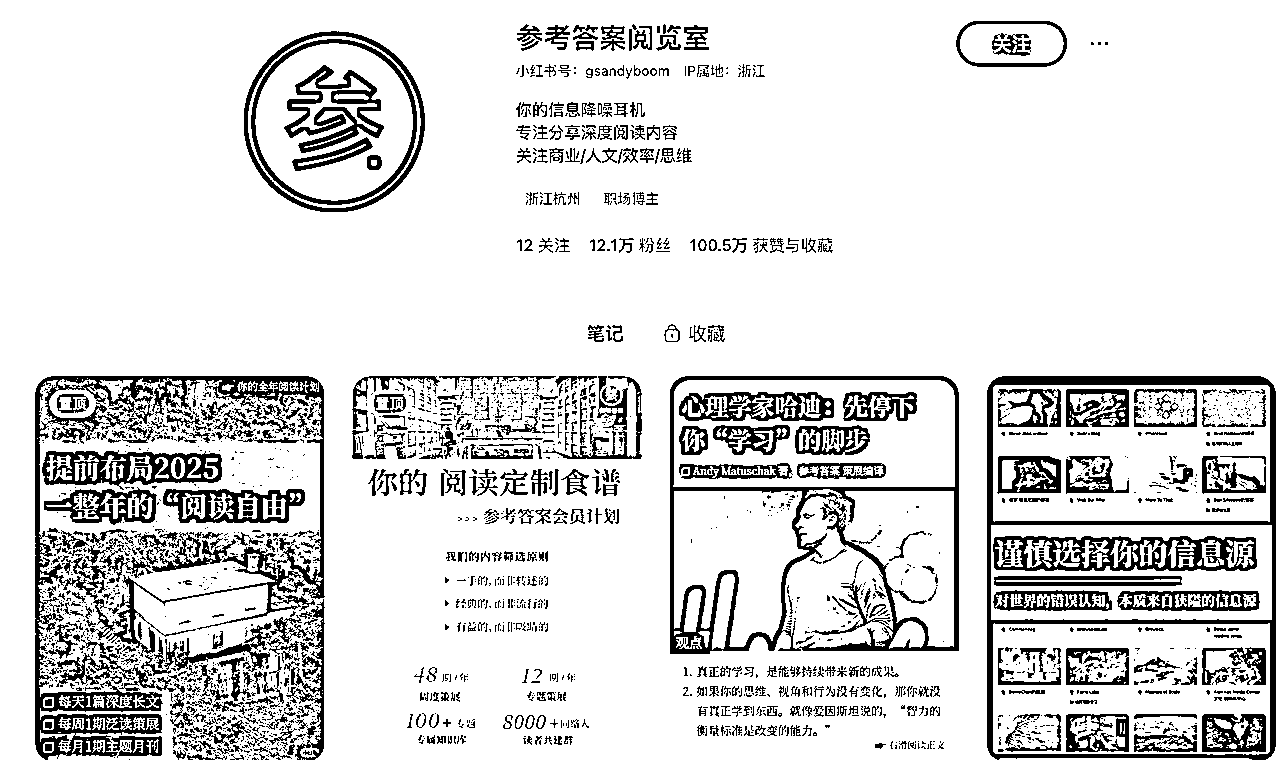 参
参考答案阅览室
关注
...
小红书号：gsandyboom IP属地：浙江
你的信息降噪耳机
专注分享深度阅读内容
关注商业/人文/效率/思维
浙江杭州 职场博主
12 关注 12.1万 粉丝 100.5万 获赞与收藏
笔记 收藏
置顶
你的全年阅读计划
提前布局2025
一整年的“阅读自由”
每天1篇深度长文
每周1期泛读策展
每月1期主题月刊
置顶
你的 阅读定制食谱
>>> 参考答案会员计划
我们的内容筛选原则
一手的，而非转述的
经典的，而非流行的
有益的，而非
48 期/年
周度策展
12 期/年
专题策展
100+ 专题
专属知识库
8000+同路人
读者共建群
心理学家哈迪：先停下
你“学习”的脚步
Andy Matuschak 著，参考答案 编译
观点
1. 真正的学习，是能够持续带来新的成果。
2. 如果你的思维、视角和行为没有变化，那你就没
有真正学到东西。就像爱因斯坦说的，“智力的
衡量标准是改变的能力。”
右滑阅读正文
谨慎选择你的信息源
对世界的错误认知，本质来自狭隘的信息源